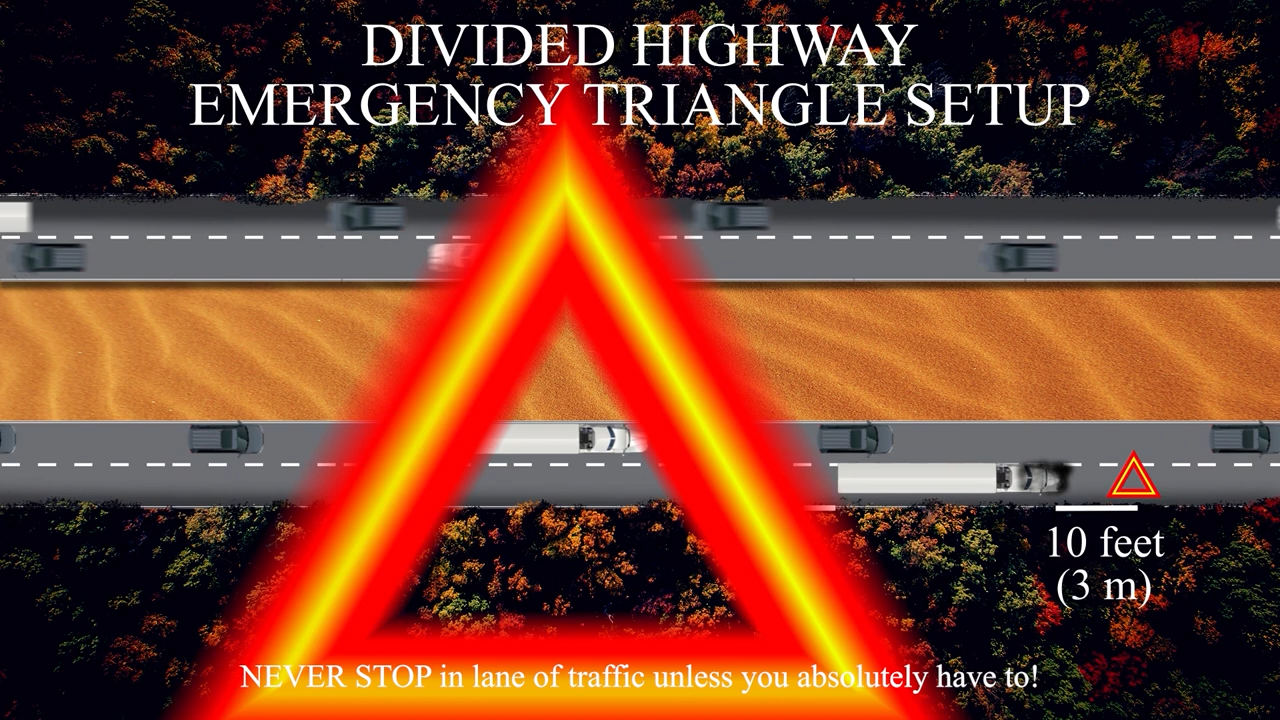 DIVIDED HIGHWAY
EMERGENCY TRIANGLE SETUP
10 feet
(3 m)
NEVER STOP in lane of traffic unless you absolutely have to!